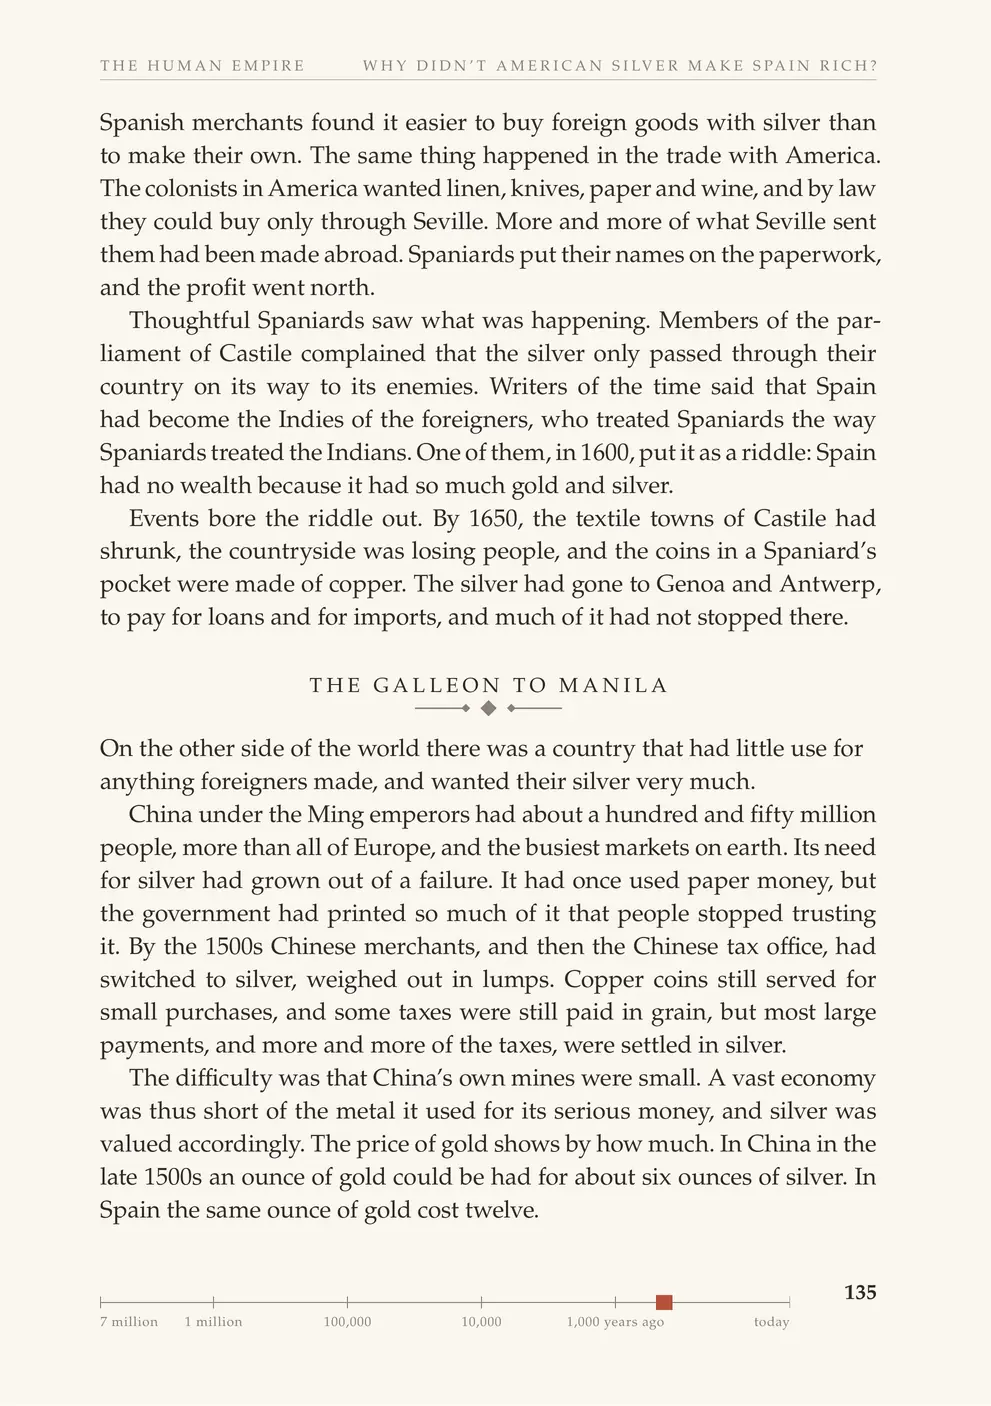 THE HUMAN EMPIRE
WHY DIDN'T AMERICAN SILVER MAKE SPAIN RICH?
Spanish merchants found it easier to buy foreign goods with silver than
to make their own. The same thing happened in the trade with America.
The colonists in America wanted linen, knives, paper and wine, and by law
they could buy only through Seville. More and more of what Seville sent
them had been made abroad. Spaniards put their names on the paperwork,
and the profit went north.
Thoughtful Spaniards saw what was happening. Members of the par-
liament of Castile complained that the silver only passed through their
country on its way to its enemies. Writers of the time said that Spain
had become the Indies of the foreigners, who treated Spaniards the way
Spaniards treated the Indians. One of them, in 1600, put it as a riddle: Spain
had no wealth because it had so much gold and silver.
Events bore the riddle out. By 1650, the textile towns of Castile had
shrunk, the countryside was losing people, and the coins in a Spaniard's
pocket were made of copper. The silver had gone to Genoa and Antwerp,
to pay for loans and for imports, and much of it had not stopped there.
THE GALLEON TO MANILA
On the other side of the world there was a country that had little use for
anything foreigners made, and wanted their silver very much.
China under the Ming emperors had about a hundred and fifty million
people, more than all of Europe, and the busiest markets on earth. Its need
for silver had grown out of a failure. It had once used paper money, but
the government had printed so much of it that people stopped trusting
it. By the 1500s Chinese merchants, and then the Chinese tax office, had
switched to silver, weighed out in lumps. Copper coins still served for
small purchases, and some taxes were still paid in grain, but most large
payments, and more and more of the taxes, were settled in silver.
The difficulty was that China's own mines were small. A vast economy
was thus short of the metal it used for its serious money, and silver was
valued accordingly. The price of gold shows by how much. In China in the
late 1500s an ounce of gold could be had for about six ounces of silver. In
Spain the same ounce of gold cost twelve.
135
7 million 1 million 100,000 10,000 1,000 years ago today